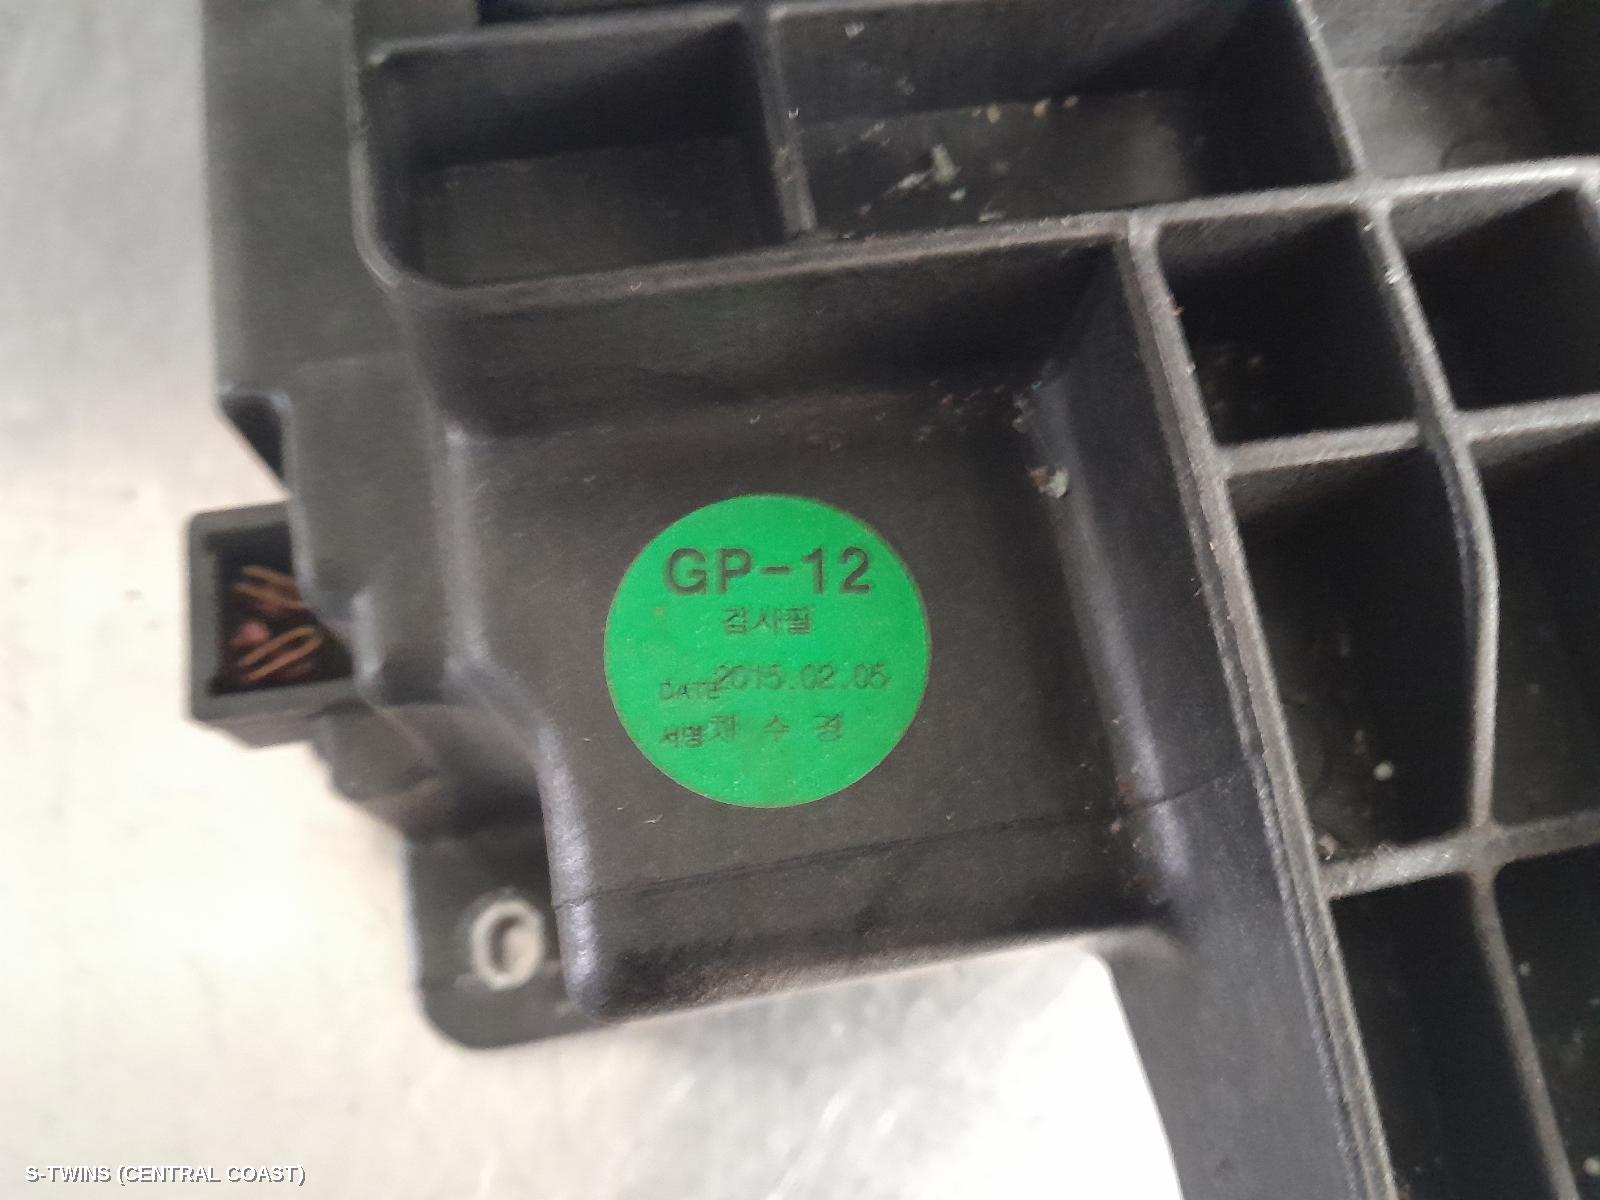 GP-12
검사필
DATE 2015.02.05
서명 채 수 경
S-TWINS (CENTRAL COAST)